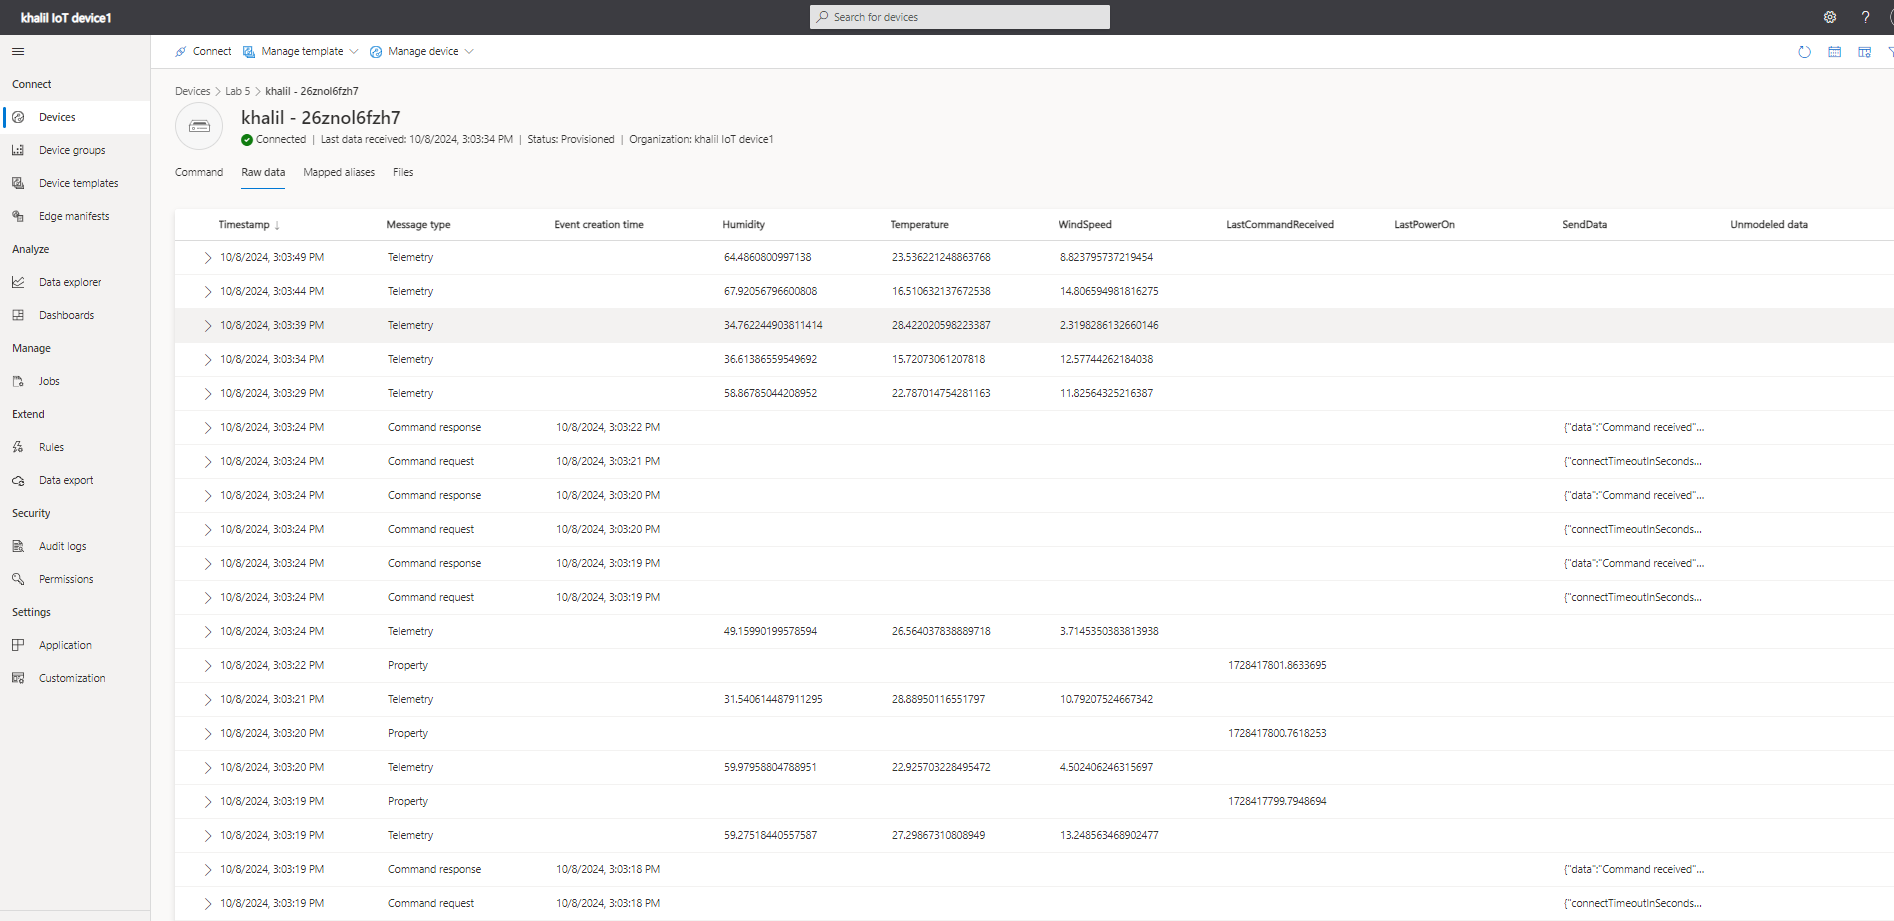 khalil IoT device1
Search for devices
?
Connect
Manage template
Manage device
Connect
Devices
Device groups
Device templates
Edge manifests
Analyze
Data explorer
Dashboards
Manage
Jobs
Extend
Rules
Data export
Security
Audit logs
Permissions
Settings
Application
Customization
Devices > Lab 5 > khalil - 26znol6fzh7
khalil - 26znol6fzh7
Connected | Last data received: 10/8/2024, 3:03:34 PM | Status: Provisioned | Organization: khalil IoT device1
Command Raw data Mapped aliases Files
Timestamp ↓ Message type Event creation time Humidity Temperature WindSpeed LastCommandReceived LastPowerOn SendData Unmodeled data
10/8/2024, 3:03:49 PM Telemetry 64.4860800997138 23.536221248863768 8.823795737219454
10/8/2024, 3:03:44 PM Telemetry 67.92056796600808 16.510632137672538 14.806594981816275
10/8/2024, 3:03:39 PM Telemetry 34.762244903811414 28.422020598223387 2.3198286132660146
10/8/2024, 3:03:34 PM Telemetry 36.61386559549692 15.72073061207818 12.57744262184038
10/8/2024, 3:03:29 PM Telemetry 58.86785044208952 22.787014754281163 11.82564325216387
10/8/2024, 3:03:24 PM Command response 10/8/2024, 3:03:22 PM {"data":"Command received"...
10/8/2024, 3:03:24 PM Command request 10/8/2024, 3:03:21 PM {"connectTimeoutInSeconds...
10/8/2024, 3:03:24 PM Command response 10/8/2024, 3:03:20 PM {"data":"Command received"...
10/8/2024, 3:03:24 PM Command request 10/8/2024, 3:03:20 PM {"connectTimeoutInSeconds...
10/8/2024, 3:03:24 PM Command response 10/8/2024, 3:03:19 PM {"data":"Command received"...
10/8/2024, 3:03:24 PM Command request 10/8/2024, 3:03:19 PM {"connectTimeoutInSeconds...
10/8/2024, 3:03:24 PM Telemetry 49.15990199578594 26.564037838889718 3.7145350383813938
10/8/2024, 3:03:22 PM Property 1728417801.8633695
10/8/2024, 3:03:21 PM Telemetry 31.540614487911295 28.88950116551797 10.79207524667342
10/8/2024, 3:03:20 PM Property 1728417800.7618253
10/8/2024, 3:03:20 PM Telemetry 59.97958804788951 22.925703228495472 4.502406246315697
10/8/2024, 3:03:19 PM Property 1728417799.7948694
10/8/2024, 3:03:19 PM Telemetry 59.27518440557587 27.29867310808949 13.248563468902477
10/8/2024, 3:03:19 PM Command response 10/8/2024, 3:03:18 PM {"data":"Command received"...
10/8/2024, 3:03:19 PM Command request 10/8/2024, 3:03:18 PM {"connectTimeoutInSeconds...